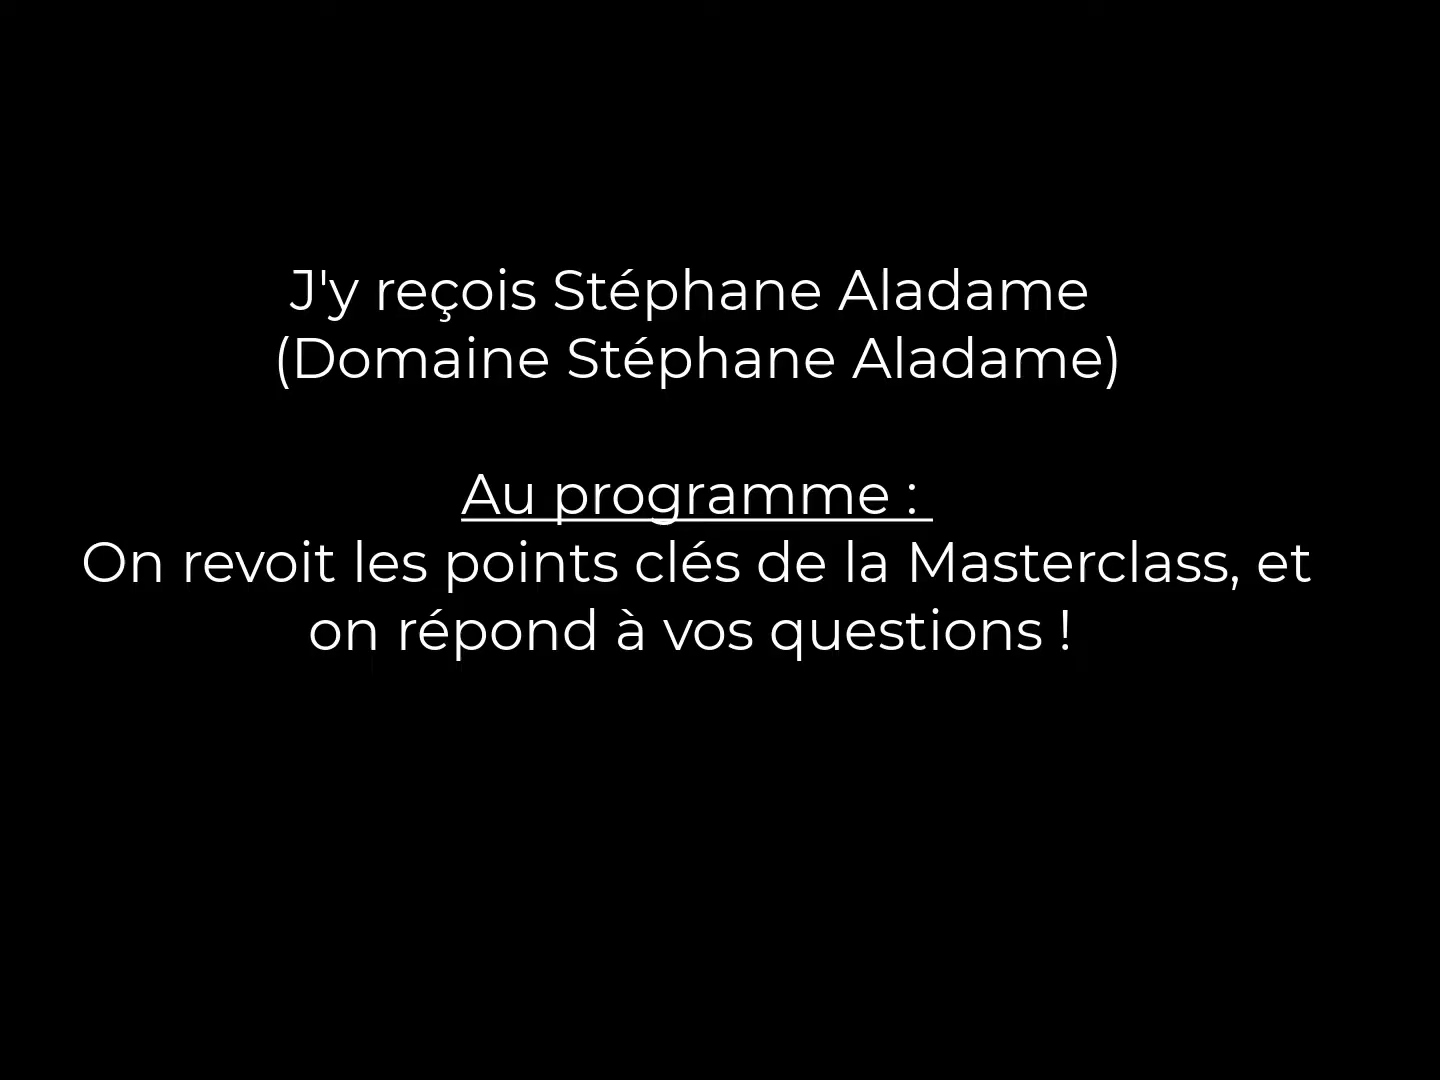 J'y reçois Stéphane Aladame
(Domaine Stéphane Aladame)
Au programme :
On revoit les points clés de la Masterclass, et
on répond à vos questions !